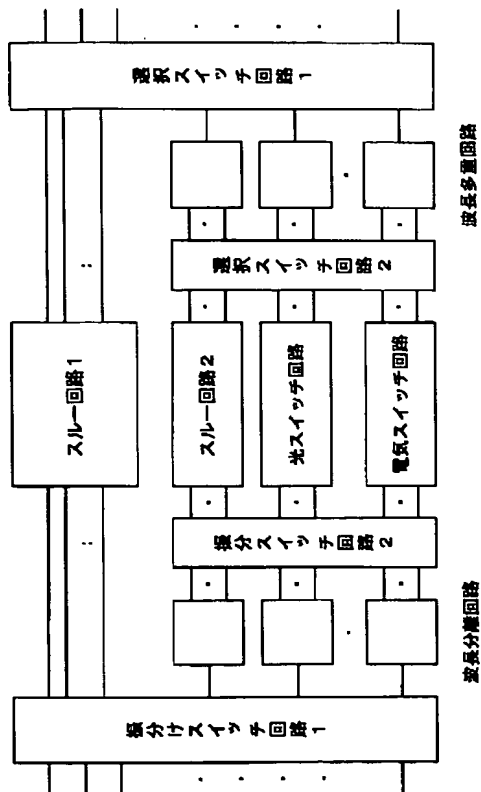 選択スイッチ回路1
波長多重回路
選択スイッチ回路2
スルー回路1
スルー回路2
光スイッチ回路
電気スイッチ回路
振分スイッチ回路2
波長分離回路
振分けスイッチ回路1